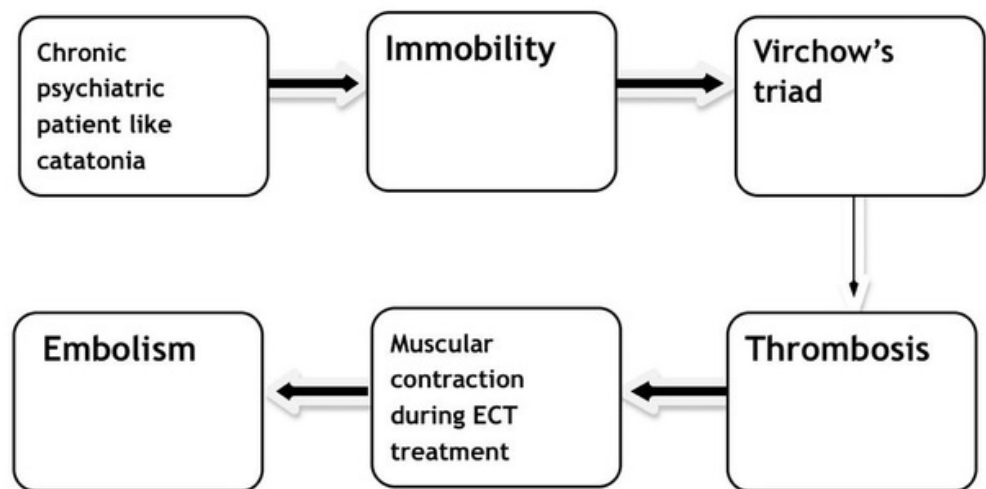 Chronic
psychiatric
patient like
catatonia
Immobility
Virchow’s
triad
Thrombosis
Muscular
contraction
during ECT
treatment
Embolism